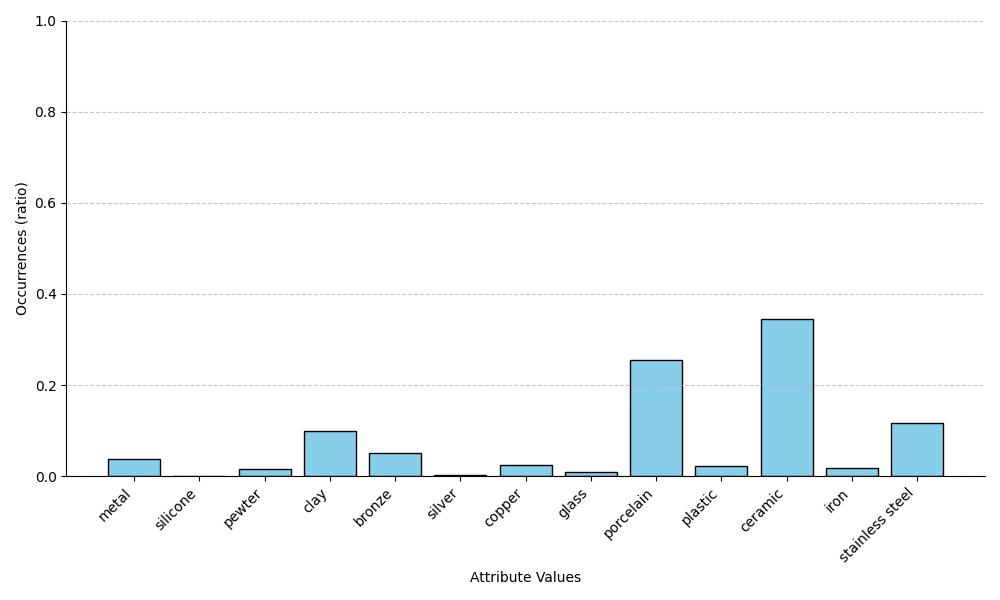 1.0
0.8
0.6
0.4
0.2
0.0
Occurrences (ratio)
metal
silicone
pewter
clay
bronze
silver
copper
glass
porcelain
plastic
ceramic
iron
stainless steel
Attribute Values